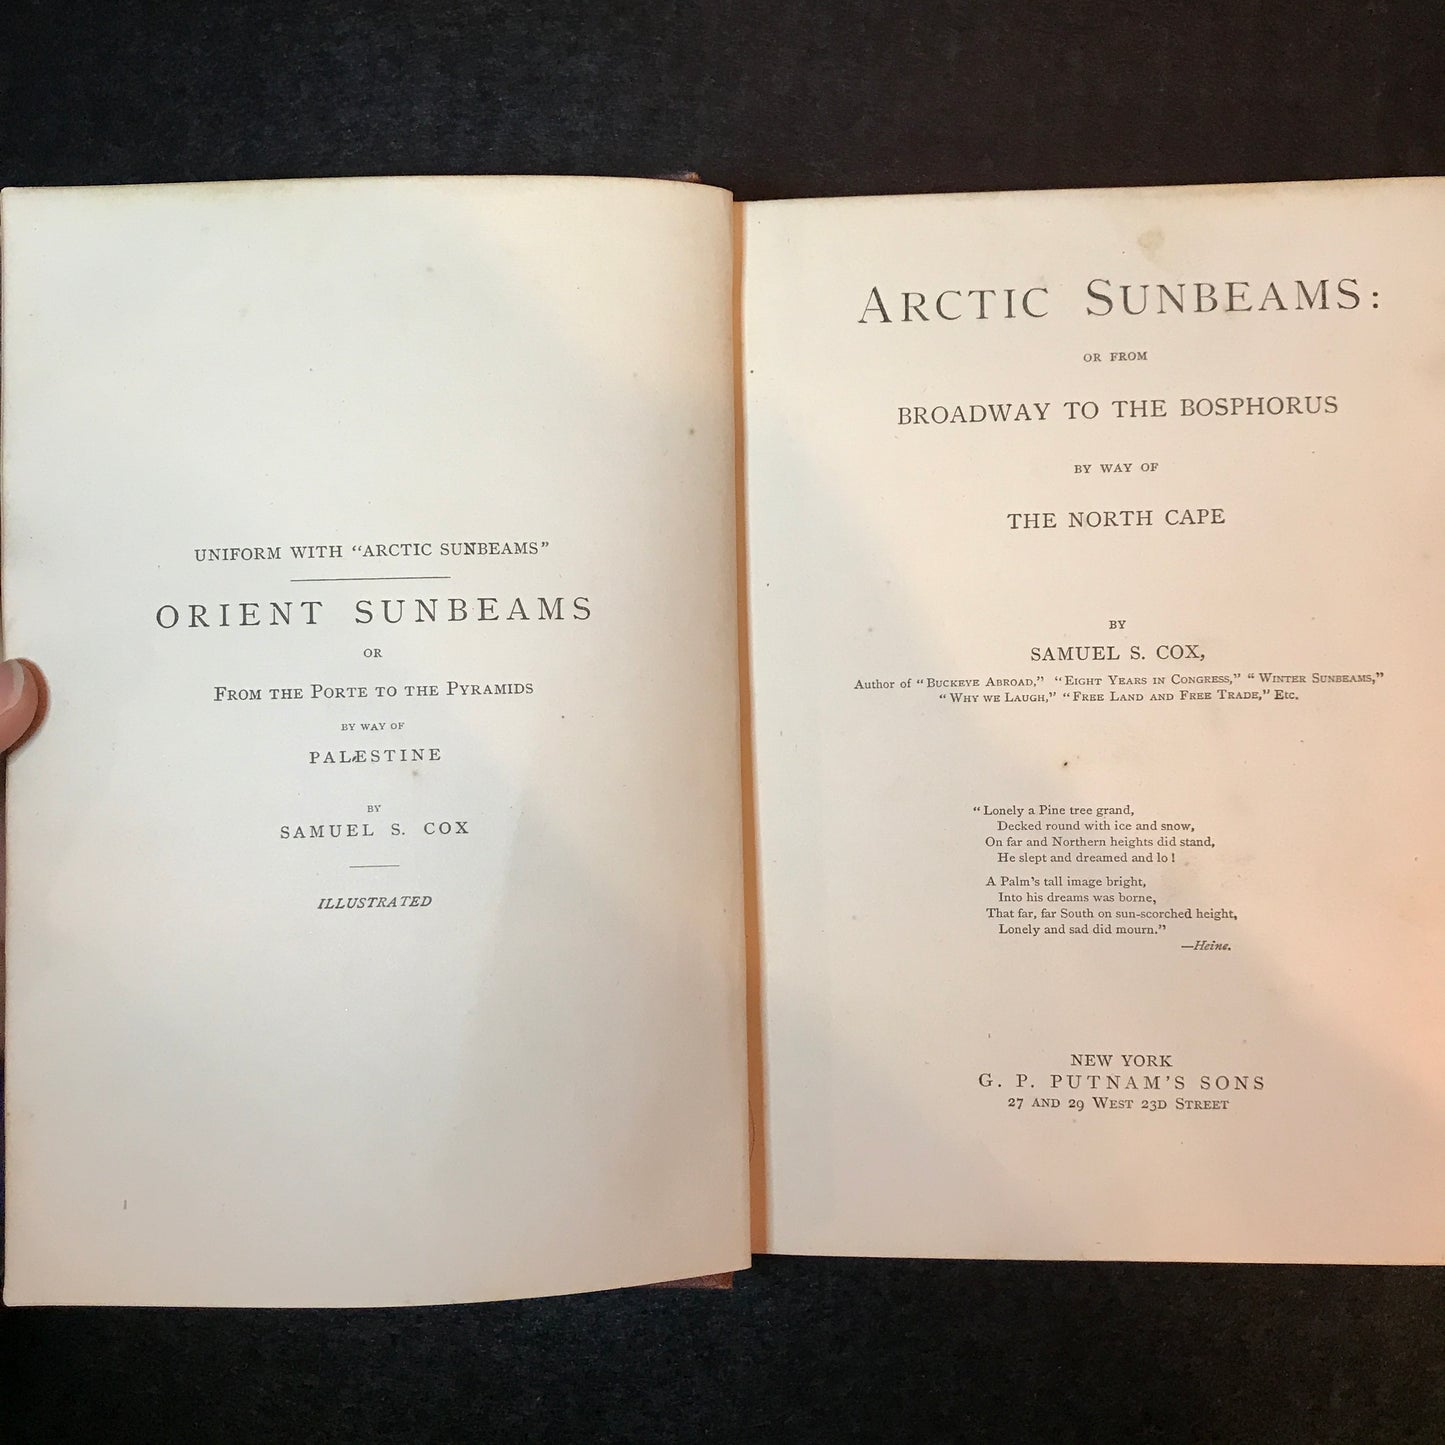 UNIFORM WITH "ARCTIC SUNBEAMS"
ORIENT SUNBEAMS
OR
FROM THE PORTE TO THE PYRAMIDS
BY WAY OF
PALÆSTINE
BY
SAMUEL S. COX
ILLUSTRATED
ARCTIC SUNBEAMS:
OR FROM
BROADWAY TO THE BOSPHORUS
BY WAY OF
THE NORTH CAPE
BY
SAMUEL S. COX,
Author of "BUCKEYE ABROAD," "EIGHT YEARS IN CONGRESS," "WINTER SUNBEAMS,"
"WHY WE LAUGH," "FREE LAND AND FREE TRADE," Etc.
"Lonely a Pine tree grand,
Decked round with ice and snow,
On far and Northern heights did stand,
He slept and dreamed and lo!
A Palm's tall image bright,
Into his dreams was borne,
That far, far South on sun-scorched height,
Lonely and sad did mourn."
—Heine.
NEW YORK
G. P. PUTNAM'S SONS
27 AND 29 WEST 23D STREET